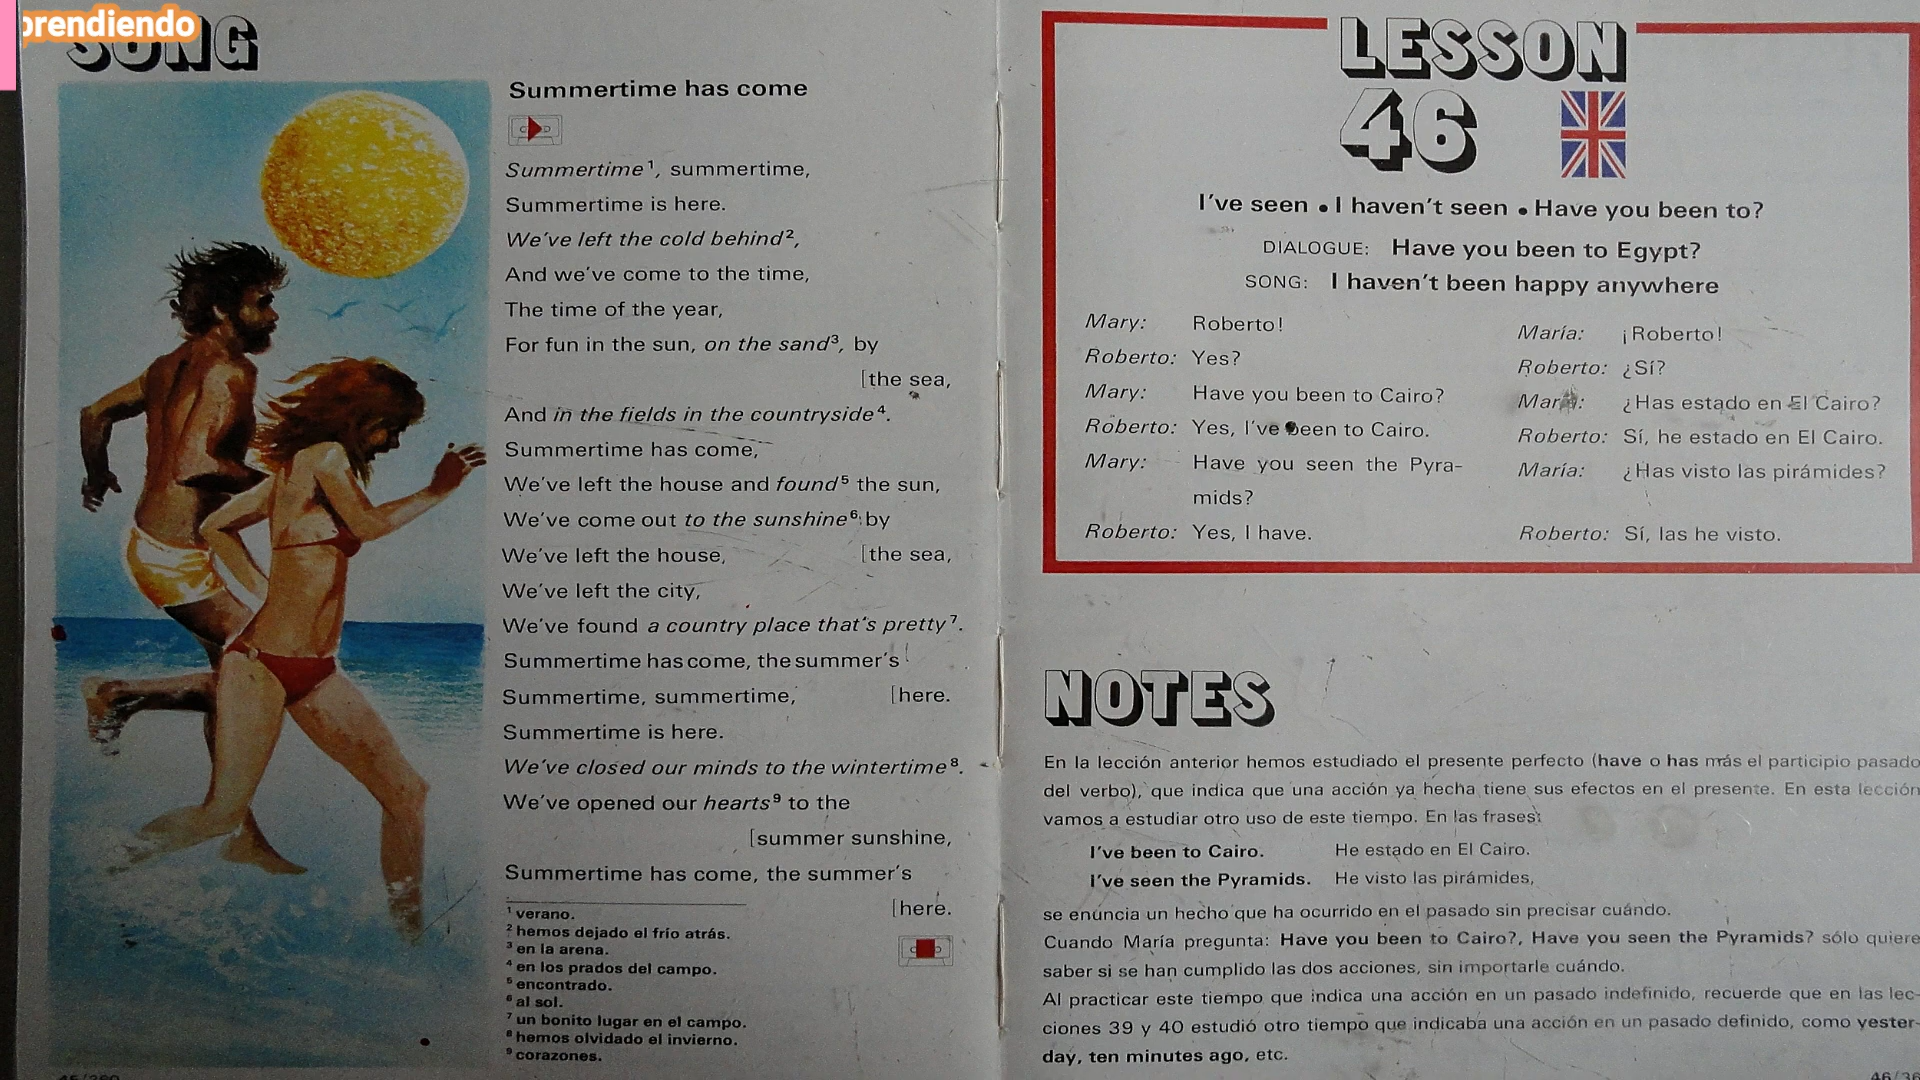 prendiendo
SONG
Summertime has come
Summertime¹, summertime,
Summertime is here.
We've left the cold behind²,
And we've come to the time,
The time of the year,
For fun in the sun, on the sand³, by
[the sea,
And in the fields in the countryside⁴.
Summertime has come,
We've left the house and found⁵ the sun,
We've come out to the sunshine⁶ by
[the sea,
We've left the house,
We've left the city,
We've found a country place that's pretty⁷.
Summertime has come, the summer's
[here.
Summertime, summertime,
Summertime is here.
We've closed our minds to the wintertime⁸.
We've opened our hearts⁹ to the
[summer sunshine,
Summertime has come, the summer's
[here.
¹ verano.
² hemos dejado el frío atrás.
³ en la arena.
⁴ en los prados del campo.
⁵ encontrado.
⁶ al sol.
⁷ un bonito lugar en el campo.
⁸ hemos olvidado el invierno.
⁹ corazones.
LESSON
46
I've seen • I haven't seen • Have you been to?
DIALOGUE: Have you been to Egypt?
SONG: I haven't been happy anywhere
Mary: Roberto!
Roberto: Yes?
Mary: Have you been to Cairo?
Roberto: Yes, I've been to Cairo.
Mary: Have you seen the Pyra-
mids?
Roberto: Yes, I have.
María: ¡Roberto!
Roberto: ¿Sí?
María: ¿Has estado en El Cairo?
Roberto: Sí, he estado en El Cairo.
María: ¿Has visto las pirámides?
Roberto: Sí, las he visto.
NOTES
En la lección anterior hemos estudiado el presente perfecto (have o has más el participio pasado
del verbo), que indica que una acción ya hecha tiene sus efectos en el presente. En esta lección
vamos a estudiar otro uso de este tiempo. En las frases:
I've been to Cairo. He estado en El Cairo.
I've seen the Pyramids. He visto las pirámides,
se enuncia un hecho que ha ocurrido en el pasado sin precisar cuándo.
Cuando María pregunta: Have you been to Cairo?, Have you seen the Pyramids? sólo quiere
saber si se han cumplido las dos acciones, sin importarle cuándo.
Al practicar este tiempo que indica una acción en un pasado indefinido, recuerde que en las lec-
ciones 39 y 40 estudió otro tiempo que indicaba una acción en un pasado definido, como yester-
day, ten minutes ago, etc.